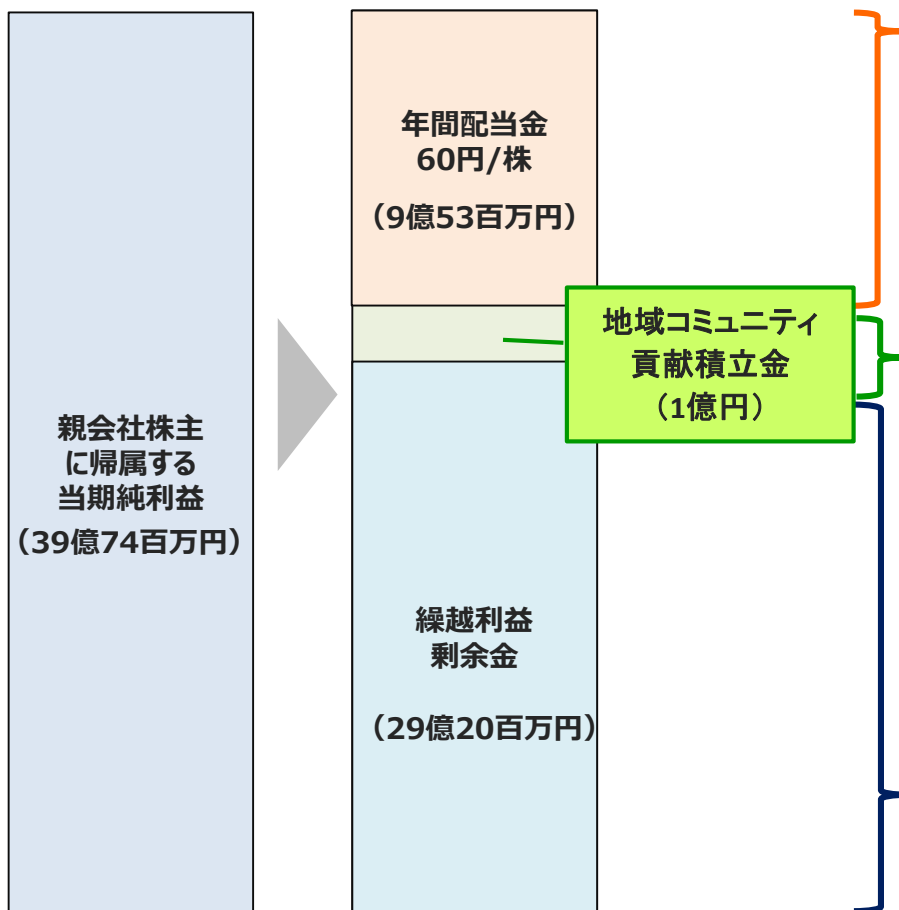 親会社株主
に帰属する
当期純利益
（39億74百万円）
年間配当金
60円/株
（9億53百万円）
地域コミュニティ
貢献積立金
（1億円）
繰越利益
剰余金
（29億20百万円）